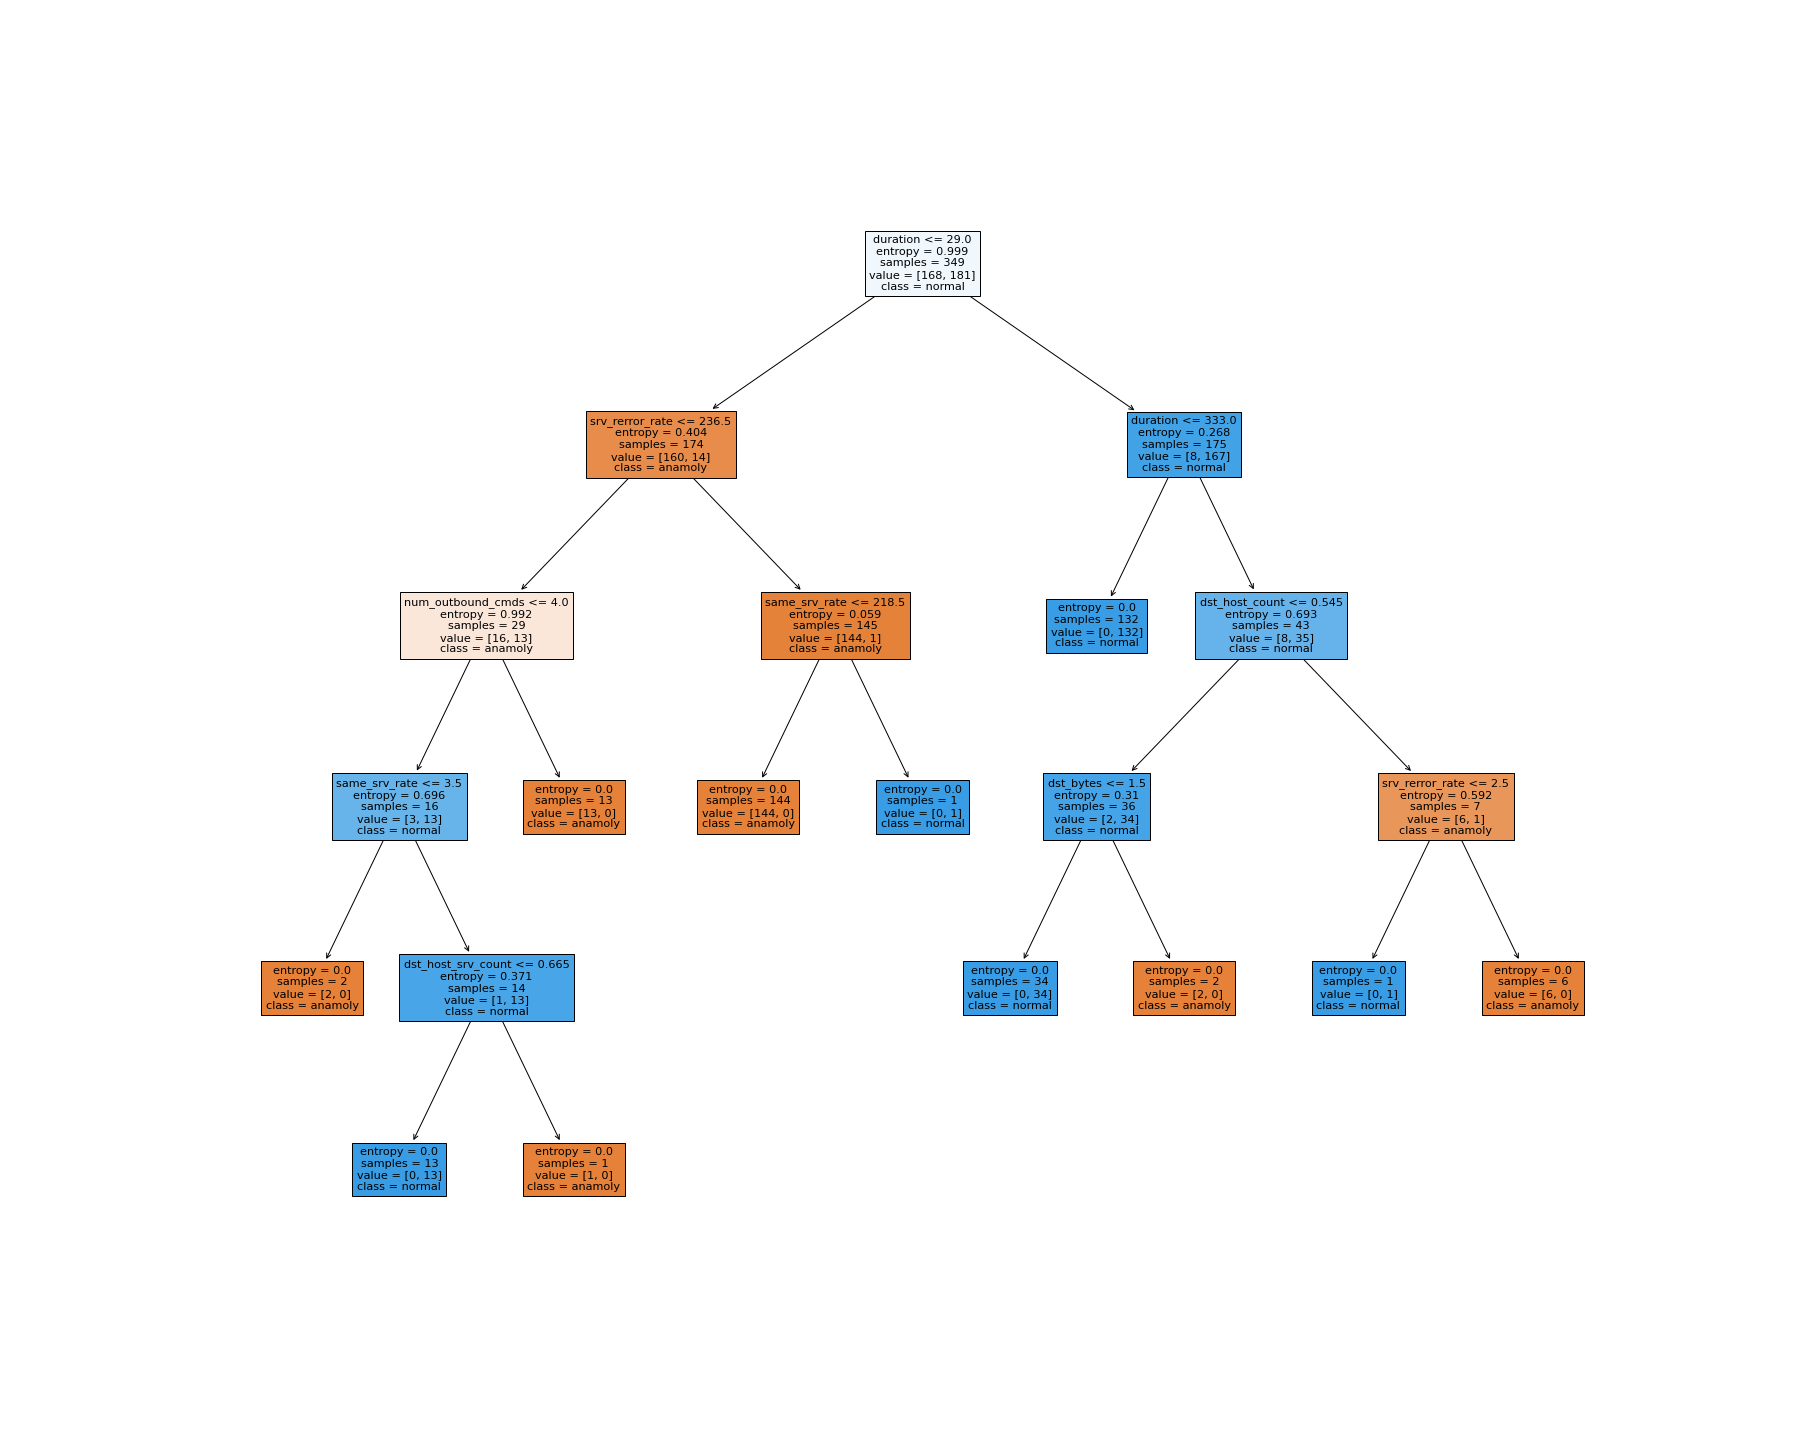 duration <= 29.0
entropy = 0.999
samples = 349
value = [168, 181]
class = normal
srv_rerror_rate <= 236.5
entropy = 0.404
samples = 174
value = [160, 14]
class = anamoly
duration <= 333.0
entropy = 0.268
samples = 175
value = [8, 167]
class = normal
num_outbound_cmds <= 4.0
entropy = 0.992
samples = 29
value = [16, 13]
class = anamoly
same_srv_rate <= 218.5
entropy = 0.059
samples = 145
value = [144, 1]
class = anamoly
entropy = 0.0
samples = 132
value = [0, 132]
class = normal
dst_host_count <= 0.545
entropy = 0.693
samples = 43
value = [8, 35]
class = normal
same_srv_rate <= 3.5
entropy = 0.696
samples = 16
value = [3, 13]
class = normal
entropy = 0.0
samples = 13
value = [13, 0]
class = anamoly
entropy = 0.0
samples = 144
value = [144, 0]
class = anamoly
entropy = 0.0
samples = 1
value = [0, 1]
class = normal
dst_bytes <= 1.5
entropy = 0.31
samples = 36
value = [2, 34]
class = normal
srv_rerror_rate <= 2.5
entropy = 0.592
samples = 7
value = [6, 1]
class = anamoly
entropy = 0.0
samples = 2
value = [2, 0]
class = anamoly
dst_host_srv_count <= 0.665
entropy = 0.371
samples = 14
value = [1, 13]
class = normal
entropy = 0.0
samples = 34
value = [0, 34]
class = normal
entropy = 0.0
samples = 2
value = [2, 0]
class = anamoly
entropy = 0.0
samples = 1
value = [0, 1]
class = normal
entropy = 0.0
samples = 6
value = [6, 0]
class = anamoly
entropy = 0.0
samples = 13
value = [0, 13]
class = normal
entropy = 0.0
samples = 1
value = [1, 0]
class = anamoly